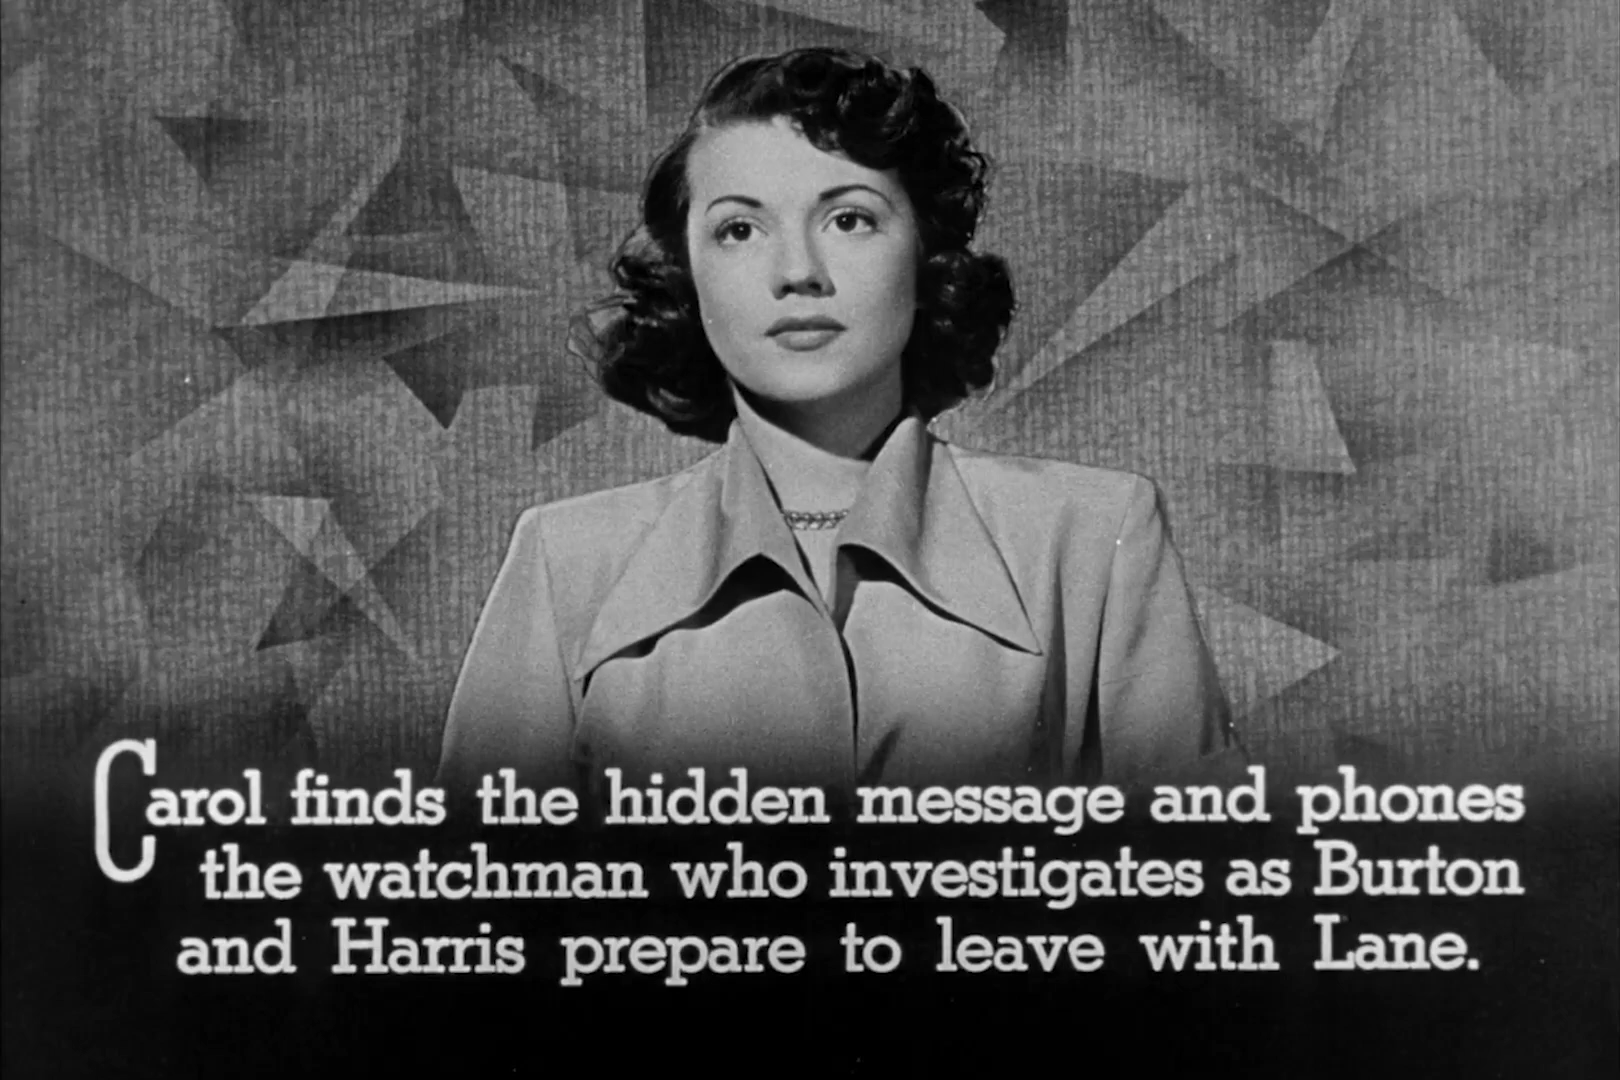 Carol finds the hidden message and phones
the watchman who investigates as Burton
and Harris prepare to leave with Lane.